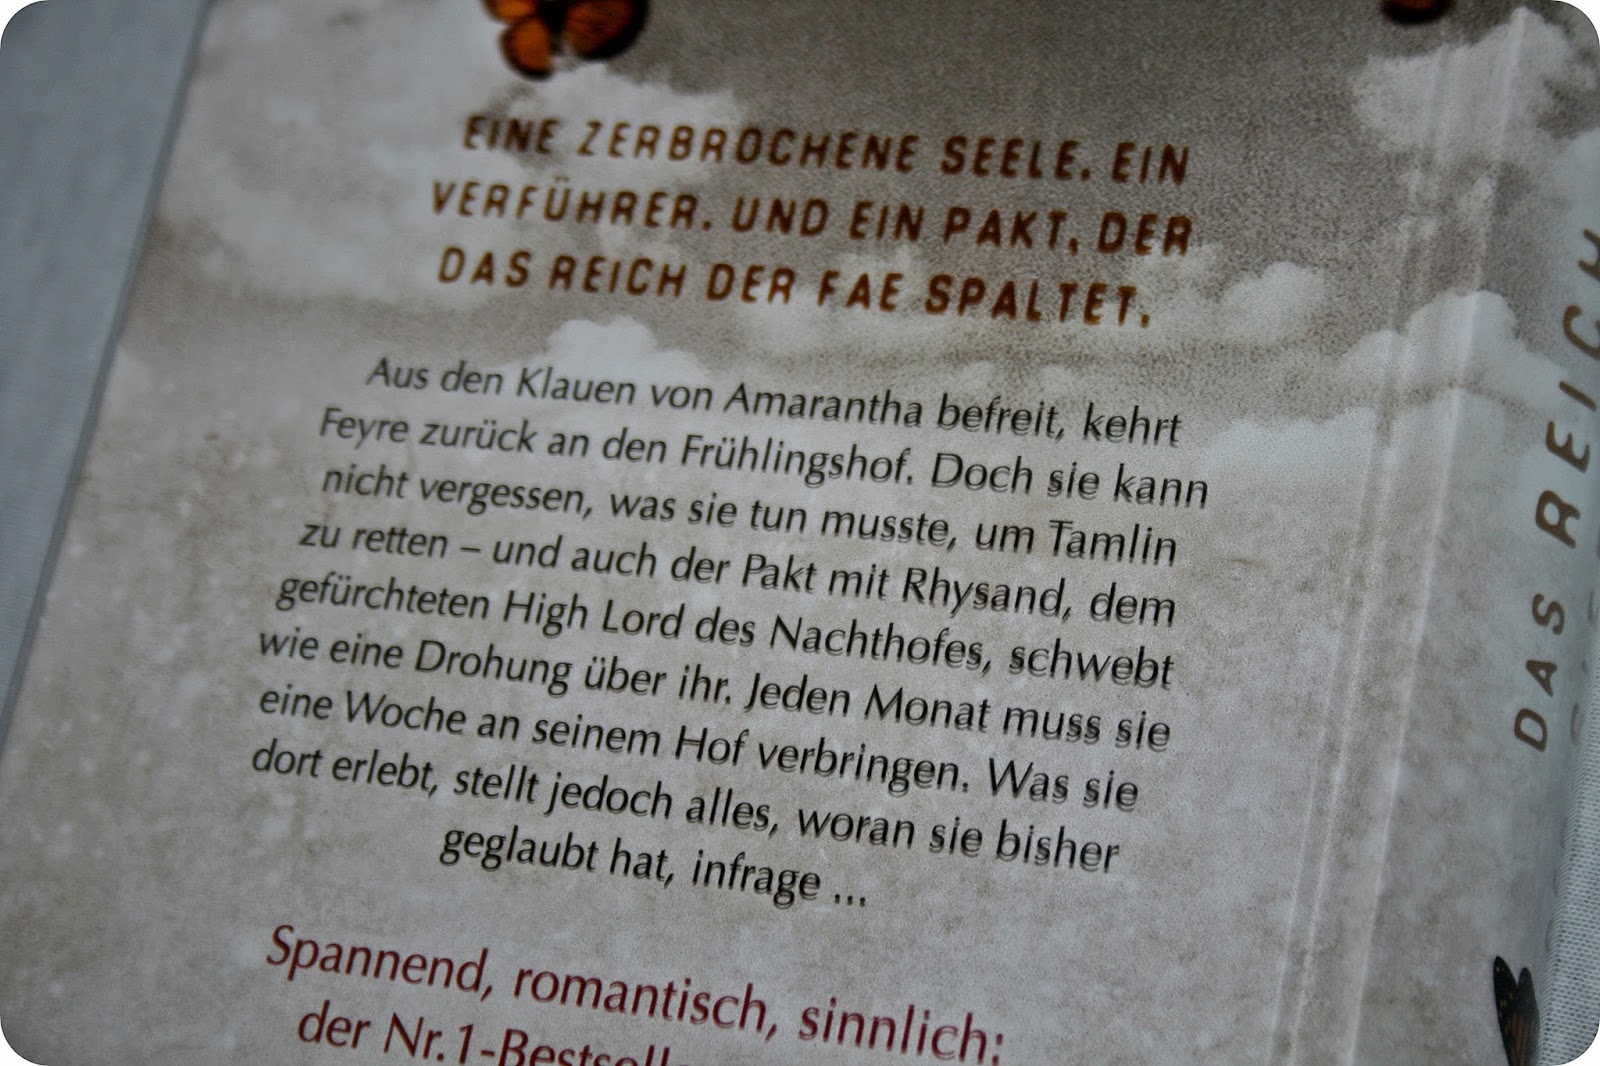 EINE ZERBROCHENE SEELE. EIN
VERFÜHRER. UND EIN PAKT, DER
DAS REICH DER FAE SPALTET.
Aus den Klauen von Amarantha befreit, kehrt
Feyre zurück an den Frühlingshof. Doch sie kann
nicht vergessen, was sie tun musste, um Tamlin
zu retten – und auch der Pakt mit Rhysand, dem
gefürchteten High Lord des Nachthofes, schwebt
wie eine Drohung über ihr. Jeden Monat muss sie
eine Woche an seinem Hof verbringen. Was sie
dort erlebt, stellt jedoch alles, woran sie bisher
geglaubt hat, infrage ...
Spannend, romantisch, sinnlich:
der Nr.1-
DAS REICH